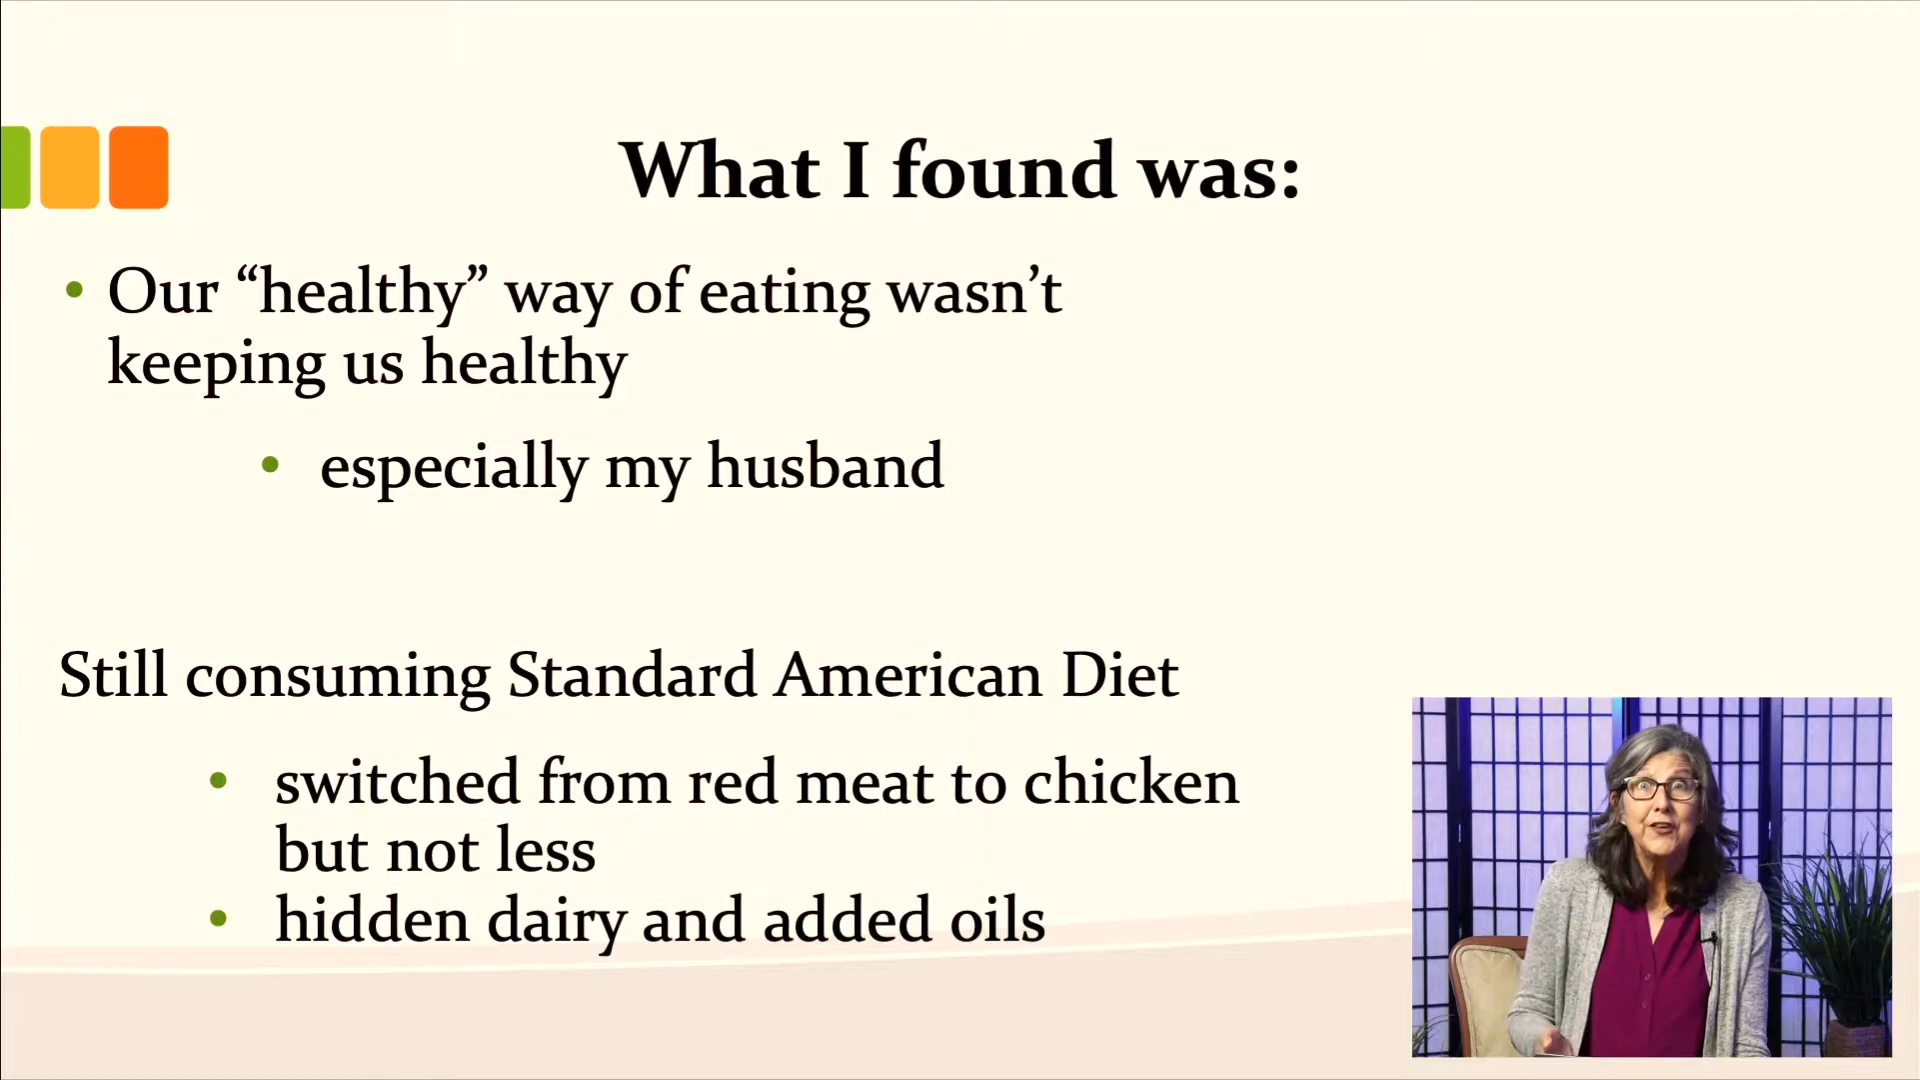 What I found was:
• Our “healthy” way of eating wasn’t
keeping us healthy
• especially my husband
Still consuming Standard American Diet
• switched from red meat to chicken
but not less
• hidden dairy and added oils